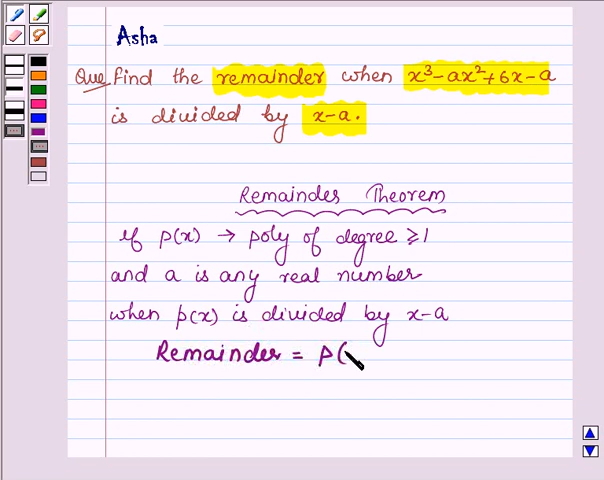 Asha
Que Find the remainder when x³-ax²+6x-a
is divided by x-a.
Remainder Theorem
If p(x) → poly of degree ≥1
and a is any real number
when p(x) is divided by x-a
Remainder = P(